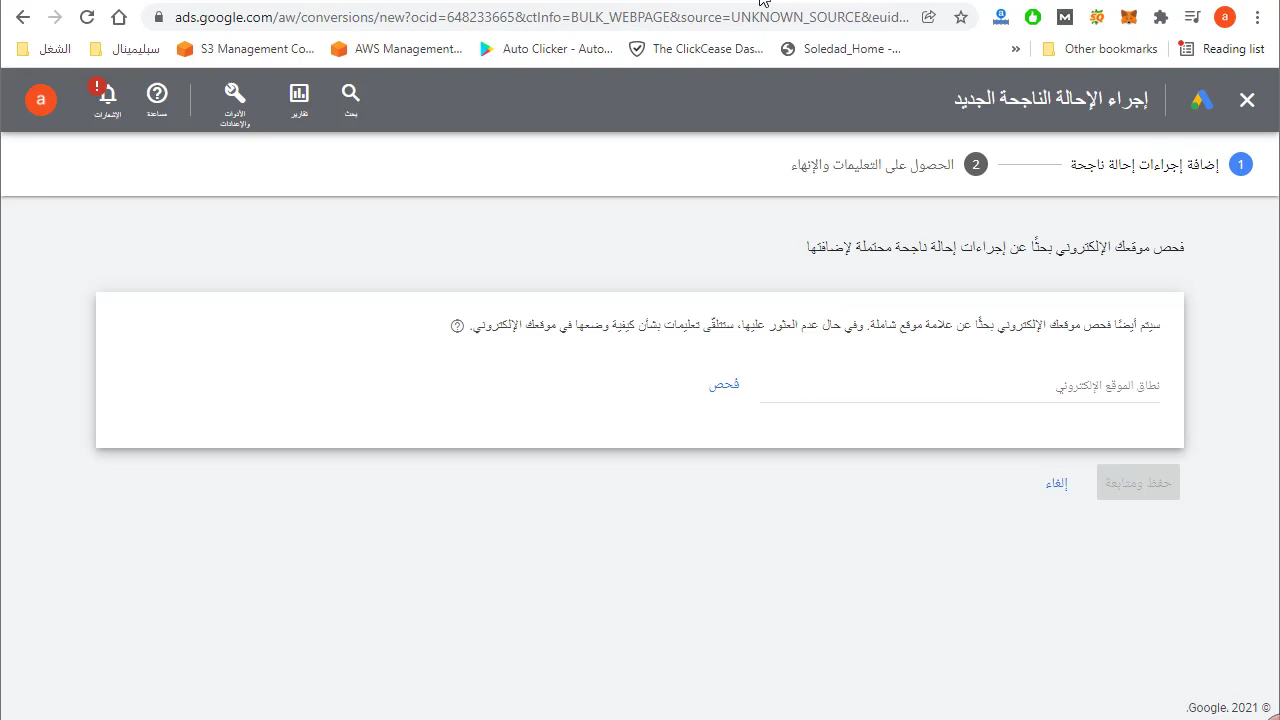 ads.google.com/aw/conversions/new?ocid=648233665&ctInfo=BULK_WEBPAGE&source=UNKNOWN_SOURCE&euid...
a
الشغل
سبليمينال
S3 Management Co...
AWS Management...
Auto Clicker - Auto...
The ClickCease Das...
Soledad_Home -...
»
Other bookmarks
Reading list
إجراء الإحالة الناجحة الجديد
بحث
تقارير
الأدوات
والإعدادات
مساعدة
الإشعارات
!
a
1 إضافة إجراءات إحالة ناجحة
2 الحصول على التعليمات والإنهاء
فحص موقعك الإلكتروني بحثًا عن إجراءات إحالة ناجحة محتملة لإضافتها
سيتم أيضًا فحص موقعك الإلكتروني بحثًا عن علامة موقع شاملة. وفي حال عدم العثور عليها، ستتلقّى تعليمات بشأن كيفية وضعها في موقعك الإلكتروني.
نطاق الموقع الإلكتروني
فحص
حفظ ومتابعة
إلغاء
.Google. 2021 ©